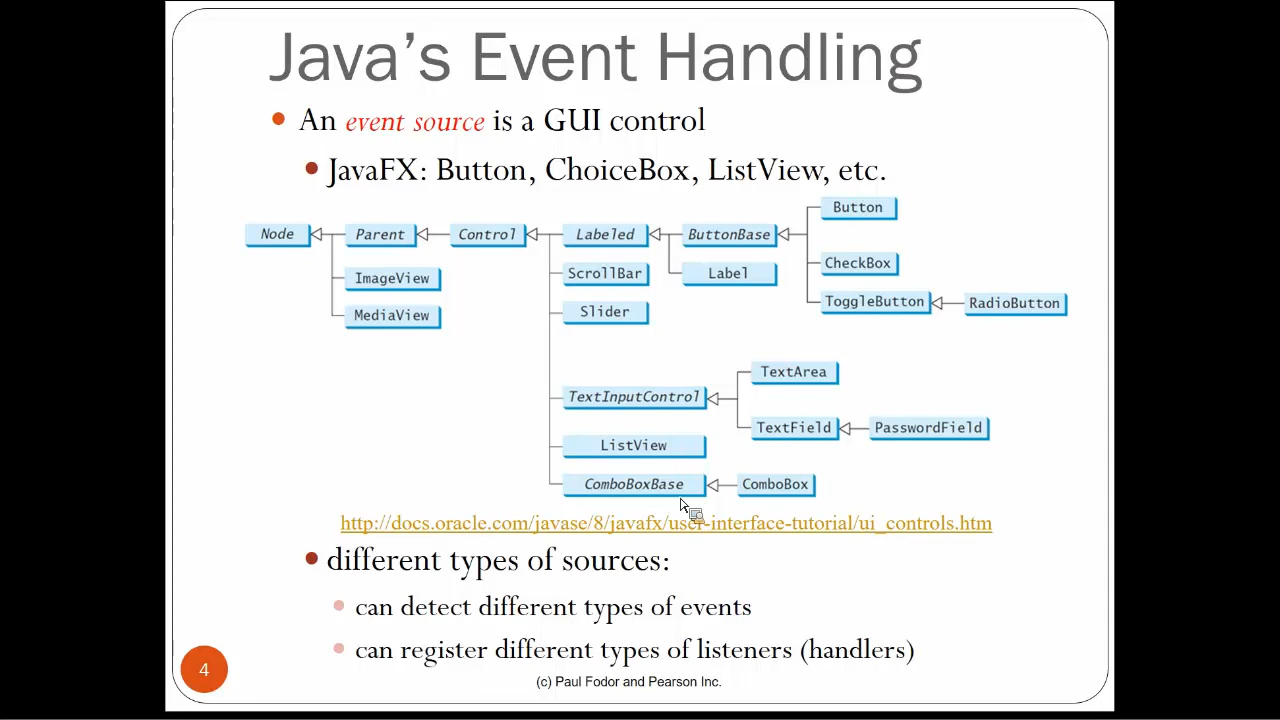 Java's Event Handling
An event source is a GUI control
JavaFX: Button, ChoiceBox, ListView, etc.
Button
Node
Parent
Control
Labeled
ButtonBase
ImageView
ScrollBar
Label
CheckBox
MediaView
Slider
ToggleButton
RadioButton
TextArea
TextInputControl
TextField
PasswordField
ListView
ComboBoxBase
ComboBox
http://docs.oracle.com/javase/8/javafx/user-interface-tutorial/ui_controls.htm
different types of sources:
can detect different types of events
can register different types of listeners (handlers)
4
(c) Paul Fodor and Pearson Inc.